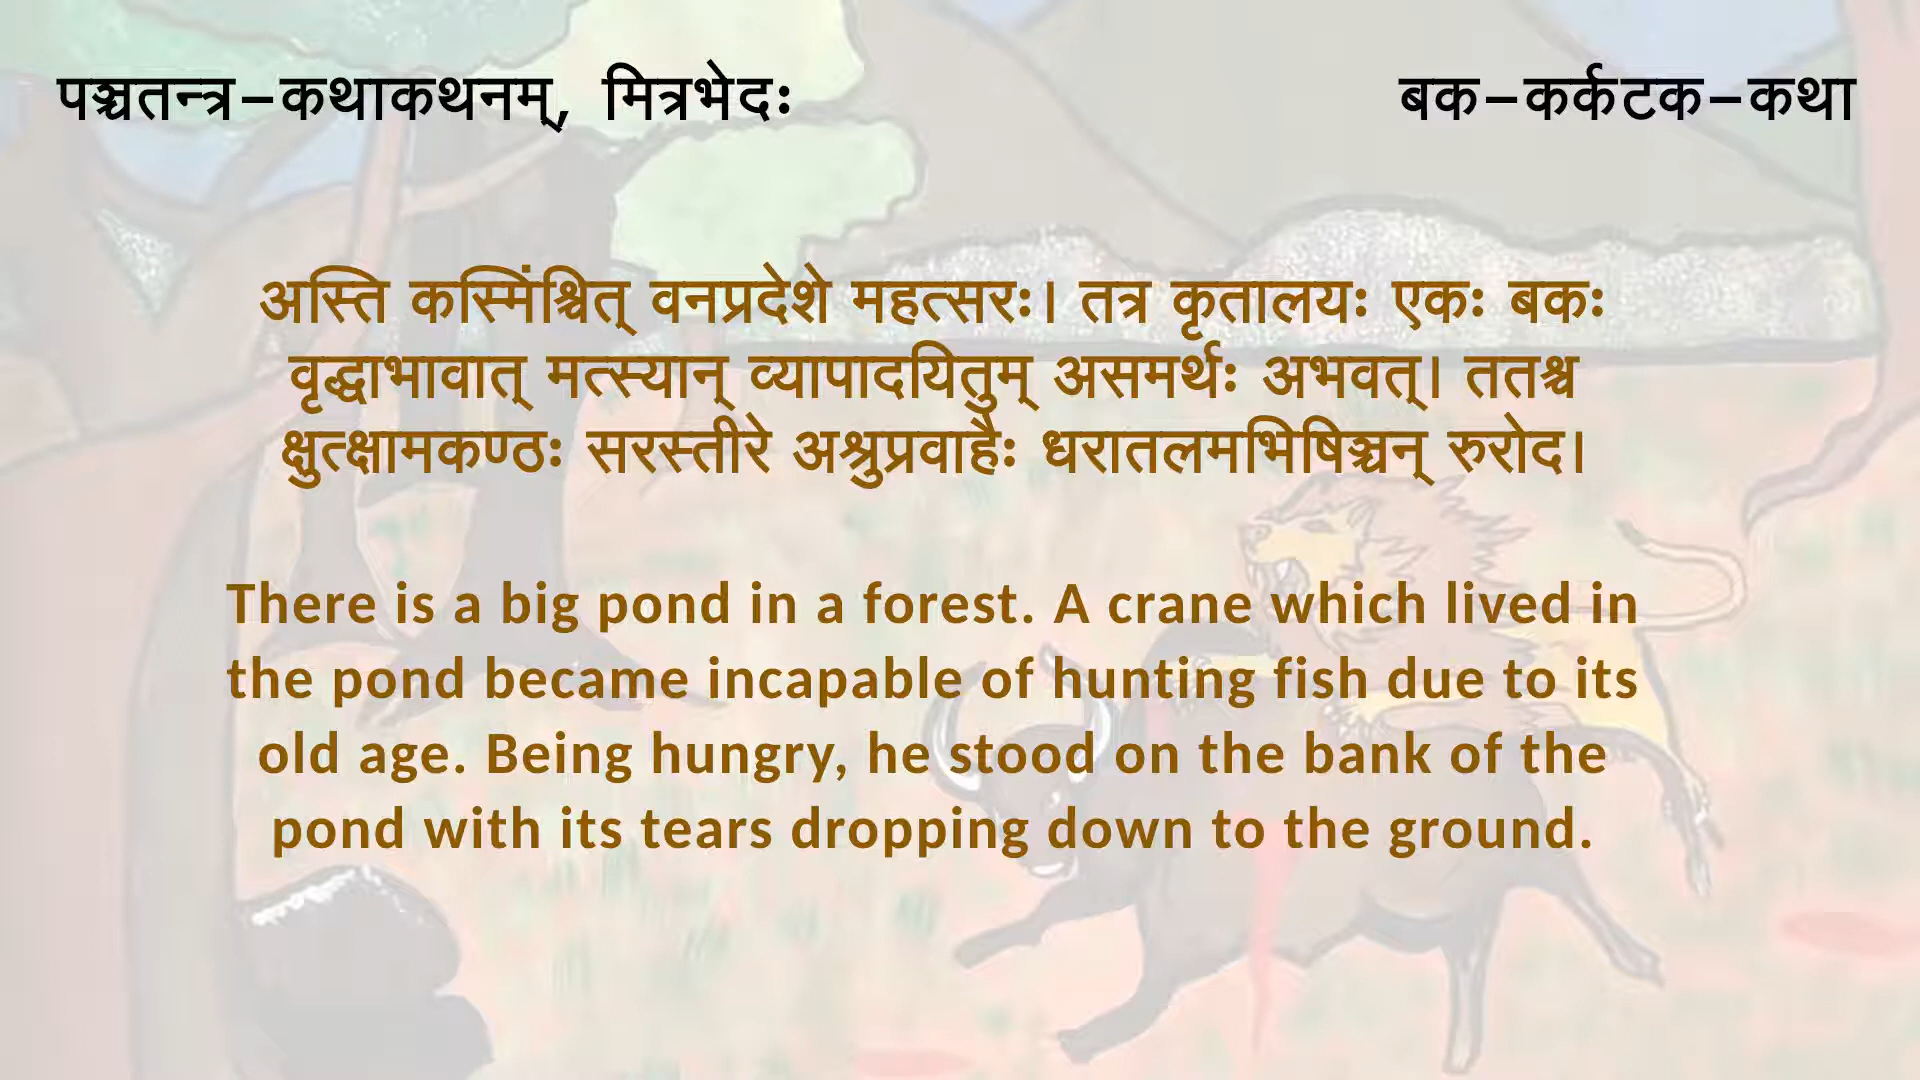 पञ्चतन्त्र-कथाकथनम्, मित्रभेदः
बक-कर्कटक-कथा
अस्ति कस्मिंश्चित् वनप्रदेशे महत्सरः। तत्र कृतालयः एकः बकः
वृद्धाभावात् मत्स्यान् व्यापादयितुम् असमर्थः अभवत्। ततश्च
क्षुत्क्षामकण्ठः सरस्तीरे अश्रुप्रवाहैः धरातलमभिषिञ्चन् रुरोद।
There is a big pond in a forest. A crane which lived in
the pond became incapable of hunting fish due to its
old age. Being hungry, he stood on the bank of the
pond with its tears dropping down to the ground.